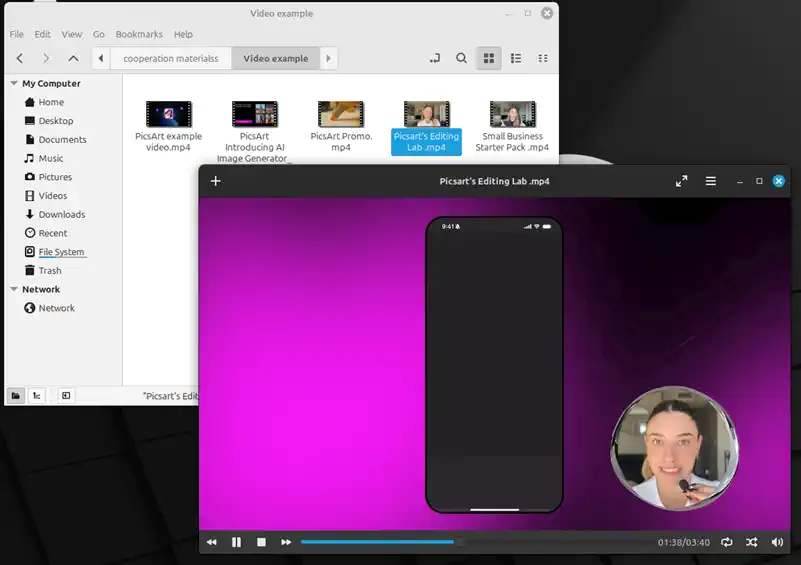 Video example
File Edit View Go Bookmarks Help
cooperation materialss Video example
My Computer
Home
Desktop
Documents
Music
Pictures
Videos
Downloads
Recent
File System
Trash
Network
Network
PicsArt example
video.mp4
PicsArt
Introducing AI
Image Generator_
PicsArt Promo.
mp4
Picsart's Editing
Lab .mp4
Small Business
Starter Pack .mp4
"Picsart's Edit
Picsart's Editing Lab .mp4
9:41
01:38/03:40